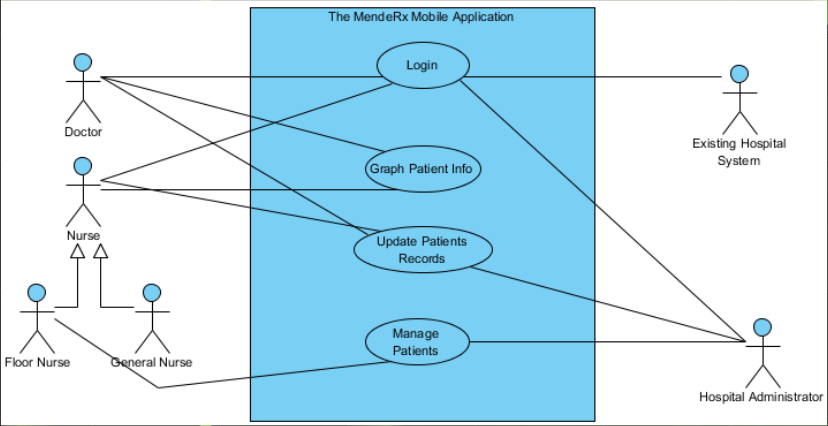 The MendeRx Mobile Application
Login
Doctor
Existing Hospital
System
Graph Patient Info
Nurse
Update Patients
Records
Manage
Patients
Floor Nurse
General Nurse
Hospital Administrator